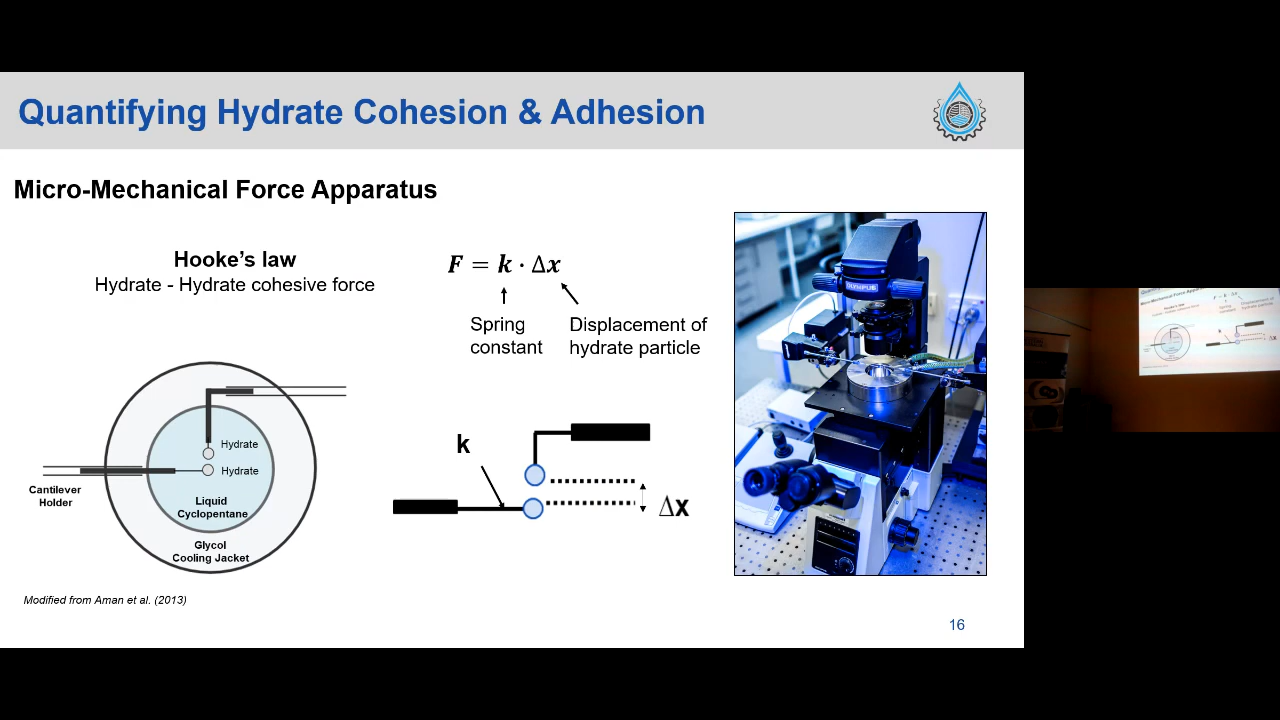 Quantifying Hydrate Cohesion & Adhesion
Micro-Mechanical Force Apparatus
Hooke's law
Hydrate - Hydrate cohesive force
F = k · Δx
Spring
constant
Displacement of
hydrate particle
Hydrate
Hydrate
Cantilever
Holder
Liquid
Cyclopentane
Glycol
Cooling Jacket
k
Δx
OLYMPUS
Modified from Aman et al. (2013)
16